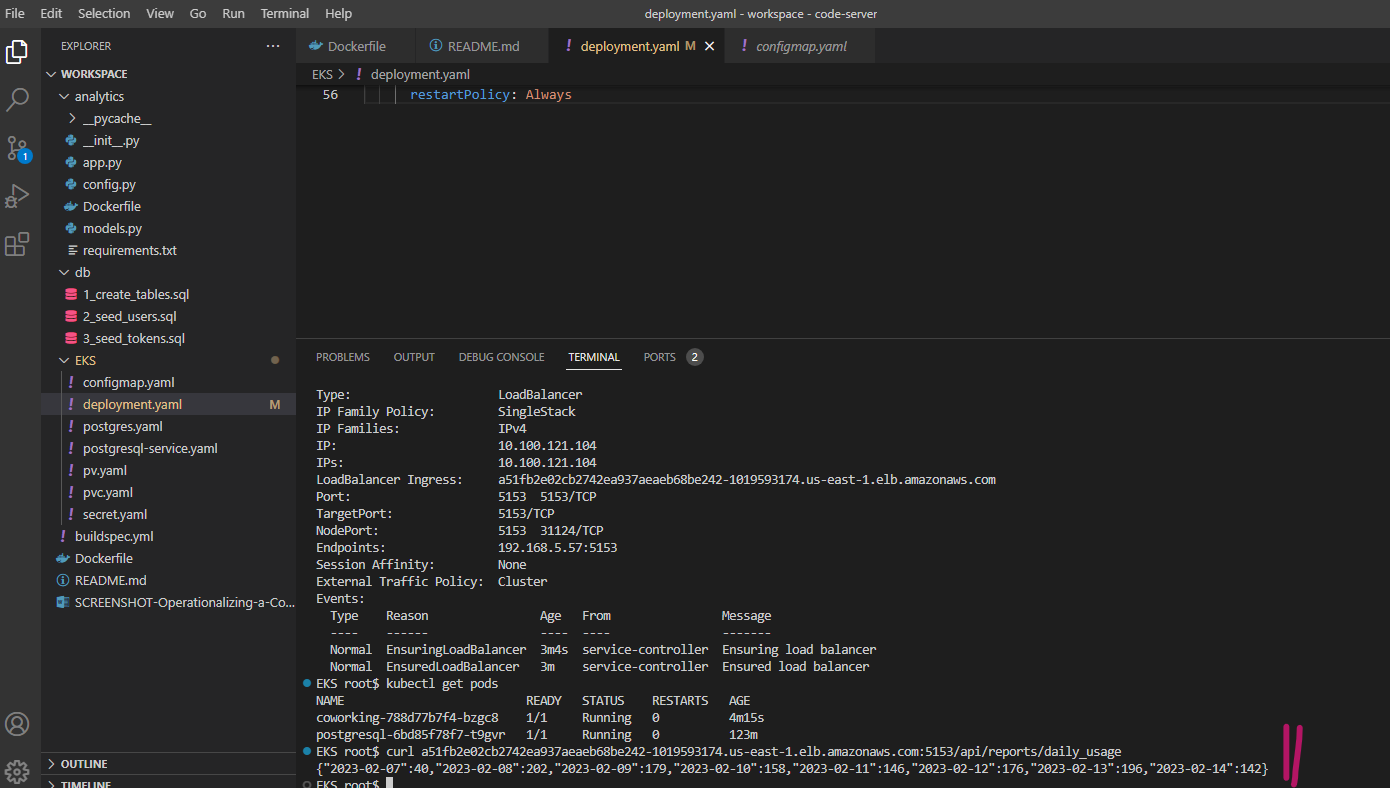 File Edit Selection View Go Run Terminal Help deployment.yaml - workspace - code-server
EXPLORER ···
Dockerfile README.md deployment.yaml M configmap.yaml
WORKSPACE
EKS > deployment.yaml
analytics
__pycache__
__init__.py
app.py
config.py
Dockerfile
models.py
requirements.txt
db
1_create_tables.sql
2_seed_users.sql
3_seed_tokens.sql
EKS
configmap.yaml
deployment.yaml M
postgres.yaml
postgresql-service.yaml
pv.yaml
pvc.yaml
secret.yaml
buildspec.yml
Dockerfile
README.md
SCREENSHOT-Operationalizing-a-Co...
OUTLINE
TIMELINE
1
56 restartPolicy: Always
PROBLEMS OUTPUT DEBUG CONSOLE TERMINAL PORTS 2
Type: LoadBalancer
IP Family Policy: SingleStack
IP Families: IPv4
IP: 10.100.121.104
IPs: 10.100.121.104
LoadBalancer Ingress: a51fb2e02cb2742ea937aeaeb68be242-1019593174.us-east-1.elb.amazonaws.com
Port: 5153 5153/TCP
TargetPort: 5153/TCP
NodePort: 5153 31124/TCP
Endpoints: 192.168.5.57:5153
Session Affinity: None
External Traffic Policy: Cluster
Events:
Type Reason Age From Message
---- ------ ---- ---- -------
Normal EnsuringLoadBalancer 3m4s service-controller Ensuring load balancer
Normal EnsuredLoadBalancer 3m service-controller Ensured load balancer
EKS root$ kubectl get pods
NAME READY STATUS RESTARTS AGE
coworking-788d77b7f4-bzgc8 1/1 Running 0 4m15s
postgresql-6bd85f78f7-t9gvr 1/1 Running 0 123m
EKS root$ curl a51fb2e02cb2742ea937aeaeb68be242-1019593174.us-east-1.elb.amazonaws.com:5153/api/reports/daily_usage
{"2023-02-07":40,"2023-02-08":202,"2023-02-09":179,"2023-02-10":158,"2023-02-11":146,"2023-02-12":176,"2023-02-13":196,"2023-02-14":142}
EKS root$